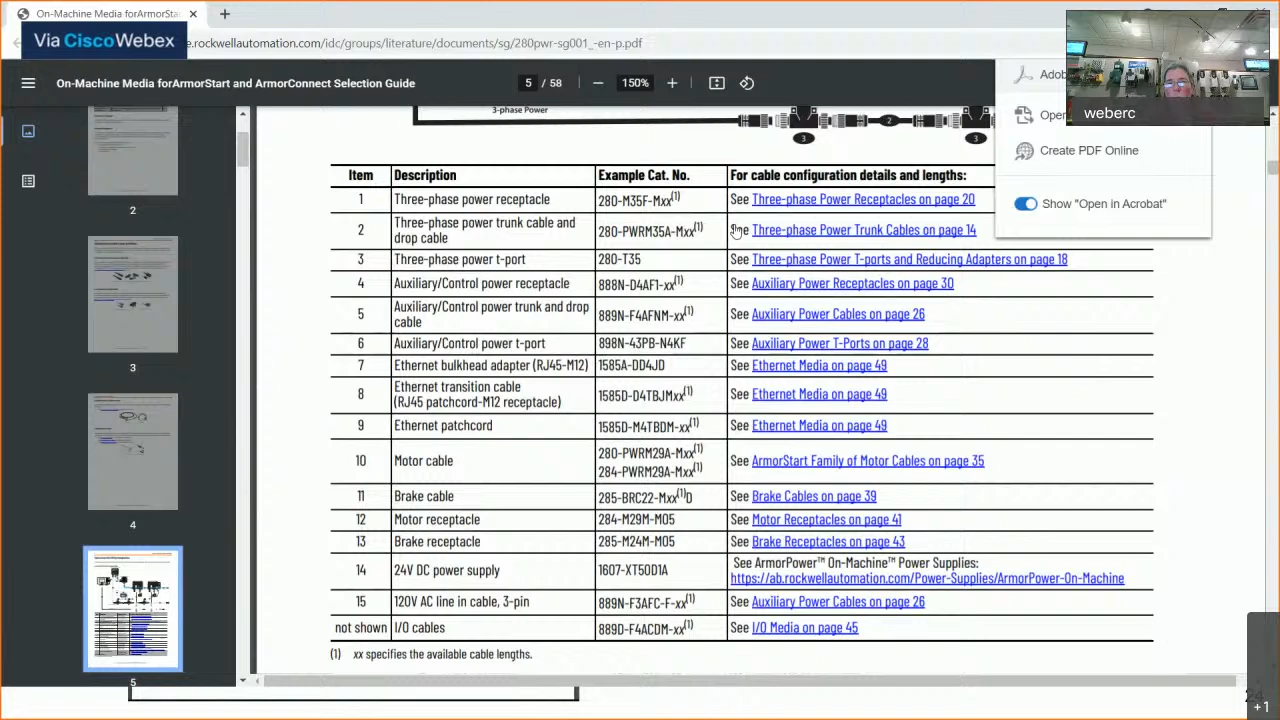 On-Machine Media for ArmorStar
Via Cisco Webex
e.rockwellautomation.com/idc/groups/literature/documents/sg/280pwr-sg001_-en-p.pdf
On-Machine Media forArmorStart and ArmorConnect Selection Guide
5 / 58
150%
Adob
Open
Create PDF Online
Show "Open in Acrobat"
weberc
2
3
4
5
3-phase Power
2
3
3
Item Description Example Cat. No. For cable configuration details and lengths:
1 Three-phase power receptacle 280-M35F-Mxx(1) See Three-phase Power Receptacles on page 20
2 Three-phase power trunk cable and drop cable 280-PWRM35A-Mxx(1) See Three-phase Power Trunk Cables on page 14
3 Three-phase power t-port 280-T35 See Three-phase Power T-ports and Reducing Adapters on page 18
4 Auxiliary/Control power receptacle 888N-D4AF1-xx(1) See Auxiliary Power Receptacles on page 30
5 Auxiliary/Control power trunk and drop cable 889N-F4AFNM-xx(1) See Auxiliary Power Cables on page 26
6 Auxiliary/Control power t-port 898N-43PB-N4KF See Auxiliary Power T-Ports on page 28
7 Ethernet bulkhead adapter (RJ45-M12) 1585A-DD4JD See Ethernet Media on page 49
8 Ethernet transition cable (RJ45 patchcord-M12 receptacle) 1585D-D4TBJMxx(1) See Ethernet Media on page 49
9 Ethernet patchcord 1585D-M4TBDM-xx(1) See Ethernet Media on page 49
10 Motor cable 280-PWRM29A-Mxx(1) 284-PWRM29A-Mxx(1) See ArmorStart Family of Motor Cables on page 35
11 Brake cable 285-BRC22-Mxx(1)D See Brake Cables on page 39
12 Motor receptacle 284-M29M-M05 See Motor Receptacles on page 41
13 Brake receptacle 285-M24M-M05 See Brake Receptacles on page 43
14 24V DC power supply 1607-XT50D1A See ArmorPower™ On-Machine™ Power Supplies: https://ab.rockwellautomation.com/Power-Supplies/ArmorPower-On-Machine
15 120V AC line in cable, 3-pin 889N-F3AFC-F-xx(1) See Auxiliary Power Cables on page 26
not shown I/O cables 889D-F4ACDM-xx(1) See I/O Media on page 45
(1) xx specifies the available cable lengths.
+1